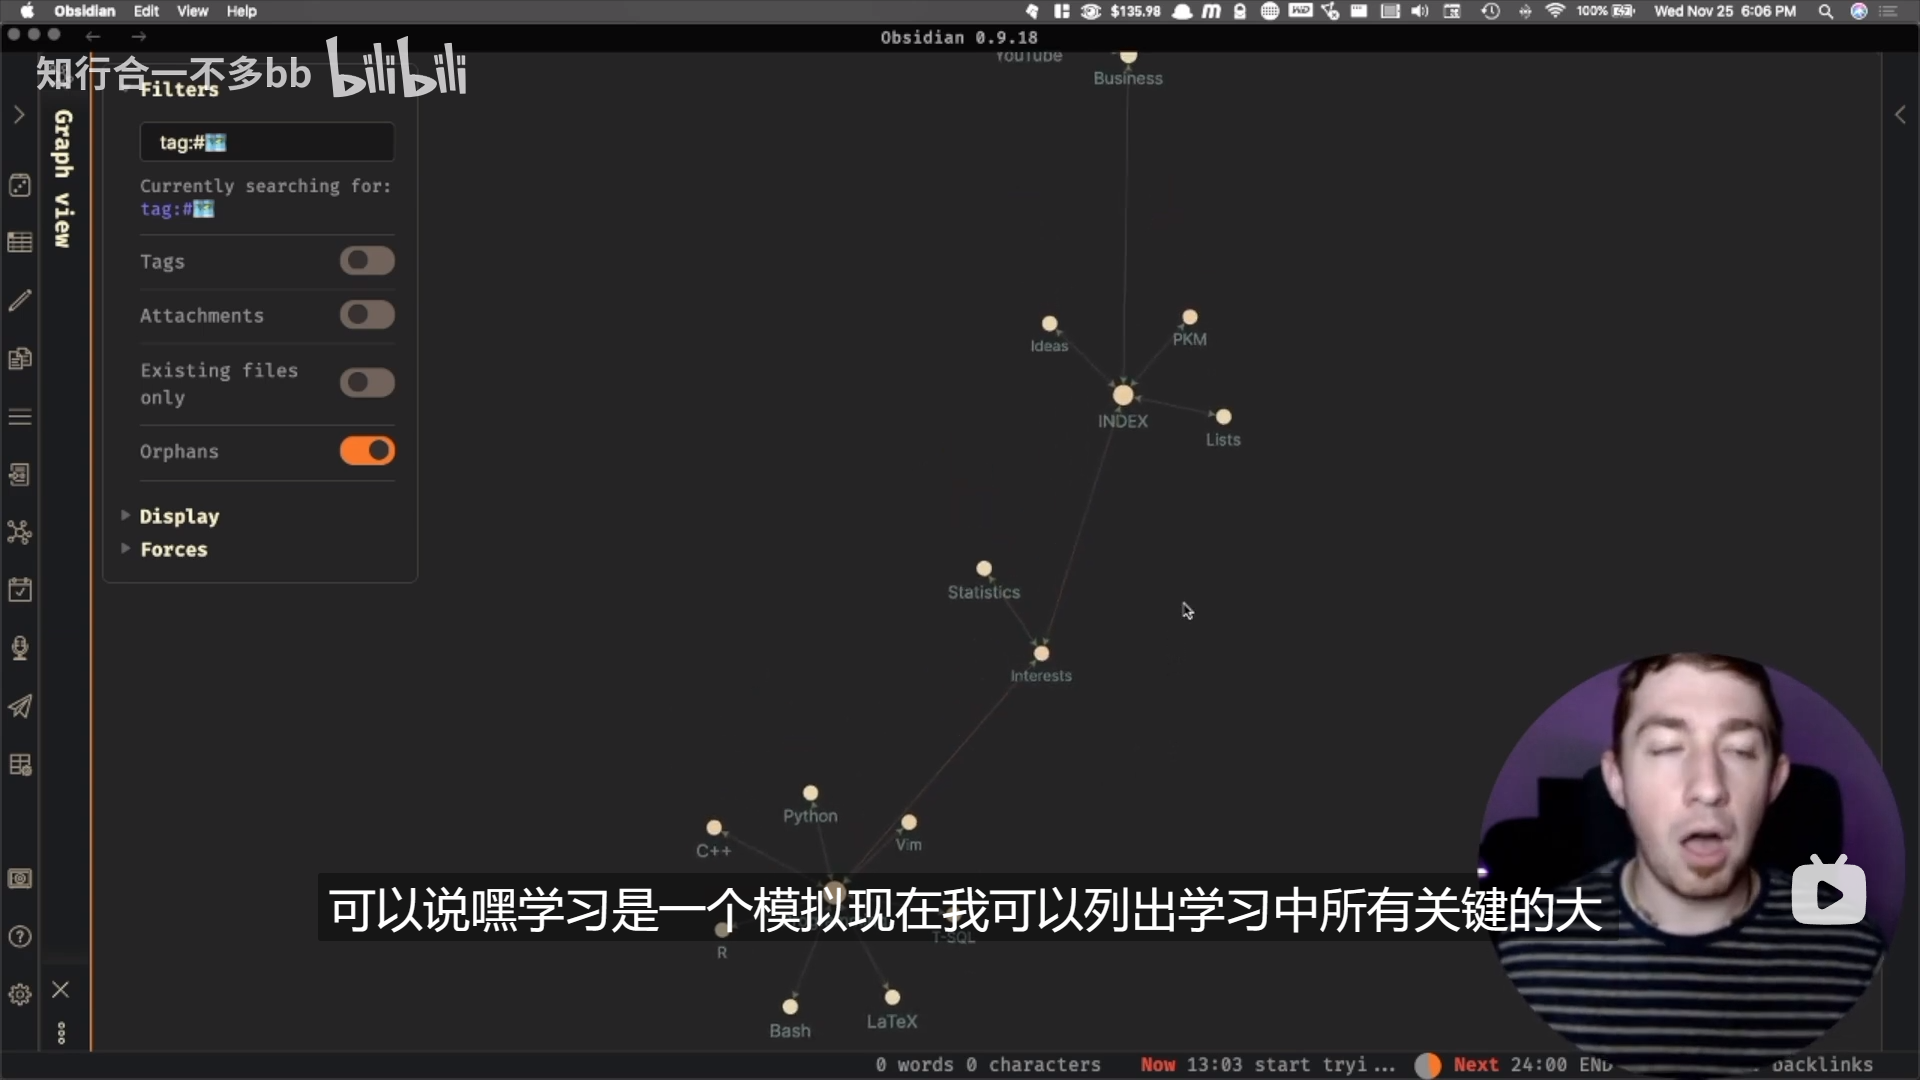 Obsidian Edit View Help
$135.98
100%
Wed Nov 25 6:06 PM
Obsidian 0.9.18
知行合一不多bb bilibili
Graph view
Filters
tag:#🗺️
Currently searching for:
tag:#🗺️
Tags
Attachments
Existing files
only
Orphans
Display
Forces
YouTube
Business
Ideas
PKM
INDEX
Lists
Statistics
Interests
Python
C++
Vim
可以说嘿学习是一个模拟现在我可以列出学习中所有关键的大
T-SQL
R
Bash
LaTeX
0 words 0 characters
Now 13:03 start tryi...
Next 24:00 END
backlinks